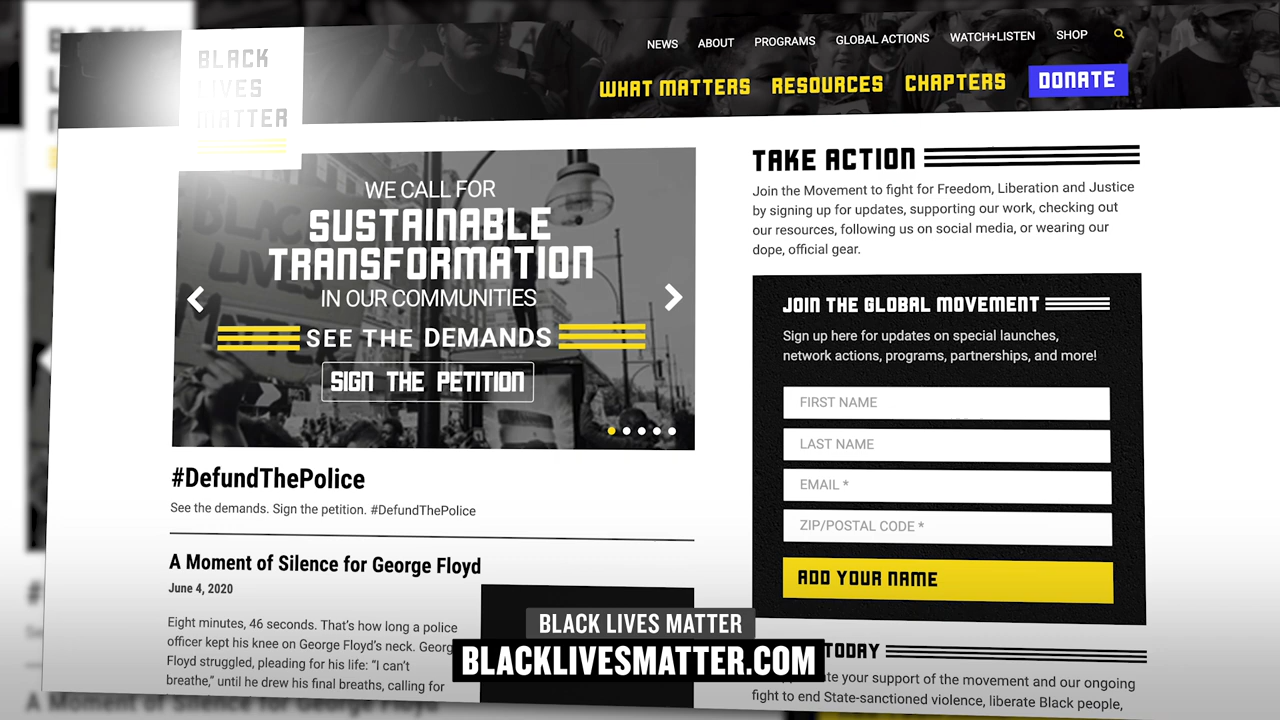 BLACK
LIVES
MATTER
NEWS
ABOUT
PROGRAMS
GLOBAL ACTIONS
WATCH+LISTEN
SHOP
WHAT MATTERS
RESOURCES
CHAPTERS
DONATE
WE CALL FOR
SUSTAINABLE
TRANSFORMATION
IN OUR COMMUNITIES
SEE THE DEMANDS
SIGN THE PETITION
#DefundThePolice
See the demands. Sign the petition. #DefundThePolice
A Moment of Silence for George Floyd
June 4, 2020
Eight minutes, 46 seconds. That's how long a police
officer kept his knee on George Floyd's neck. Georg
Floyd struggled, pleading for his life: "I can't
breathe," until he drew his final breaths, calling for
TAKE ACTION
Join the Movement to fight for Freedom, Liberation and Justice
by signing up for updates, supporting our work, checking out
our resources, following us on social media, or wearing our
dope, official gear.
JOIN THE GLOBAL MOVEMENT
Sign up here for updates on special launches,
network actions, programs, partnerships, and more!
FIRST NAME
LAST NAME
EMAIL *
ZIP/POSTAL CODE *
ADD YOUR NAME
TODAY
your support of the movement and our ongoing
fight to end State-sanctioned violence, liberate Black people,
BLACK LIVES MATTER
BLACKLIVESMATTER.COM